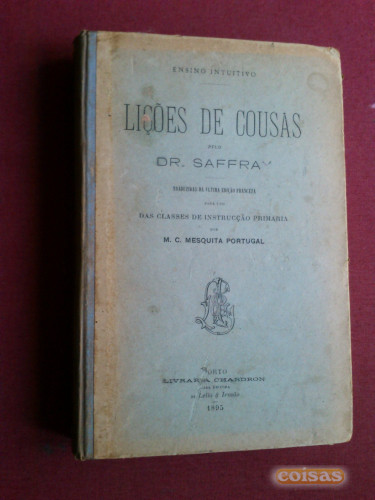 ENSINO INTUITIVO
LIÇÕES DE COUSAS
PELO
DR. SAFFRAY
TRADUZIDAS DA ULTIMA EDIÇÃO FRANCEZA
PARA USO
DAS CLASSES DE INSTRUCÇÃO PRIMARIA
POR
M. C. MESQUITA PORTUGAL
PORTO
LIVRARIA CHARDRON
DE Lello & Irmão
1895
coisas